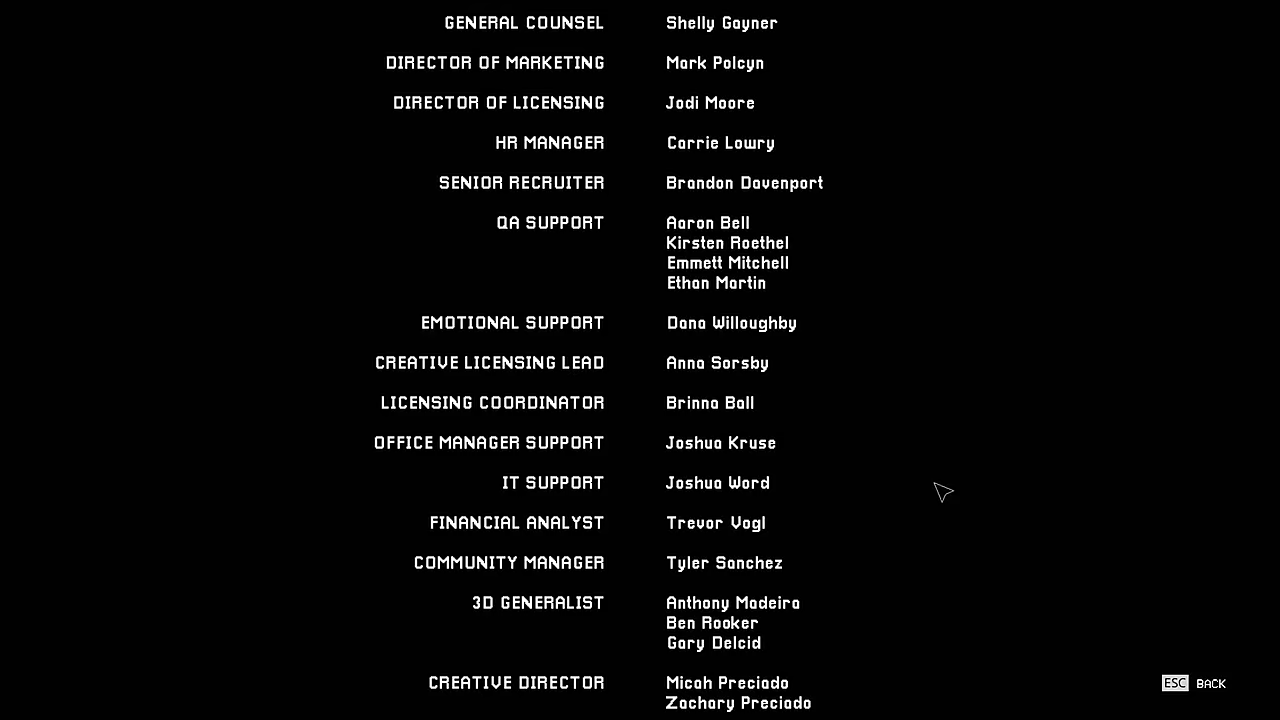 GENERAL COUNSEL Shelly Gayner
DIRECTOR OF MARKETING Mark Polcyn
DIRECTOR OF LICENSING Jodi Moore
HR MANAGER Carrie Lowry
SENIOR RECRUITER Brandon Davenport
QA SUPPORT Aaron Bell
Kirsten Roethel
Emmett Mitchell
Ethan Martin
EMOTIONAL SUPPORT Dana Willoughby
CREATIVE LICENSING LEAD Anna Sorsby
LICENSING COORDINATOR Brinna Ball
OFFICE MANAGER SUPPORT Joshua Kruse
IT SUPPORT Joshua Word
FINANCIAL ANALYST Trevor Vogl
COMMUNITY MANAGER Tyler Sanchez
3D GENERALIST Anthony Madeira
Ben Rooker
Gary Delcid
CREATIVE DIRECTOR Micah Preciado
Zachary Preciado
ESC BACK